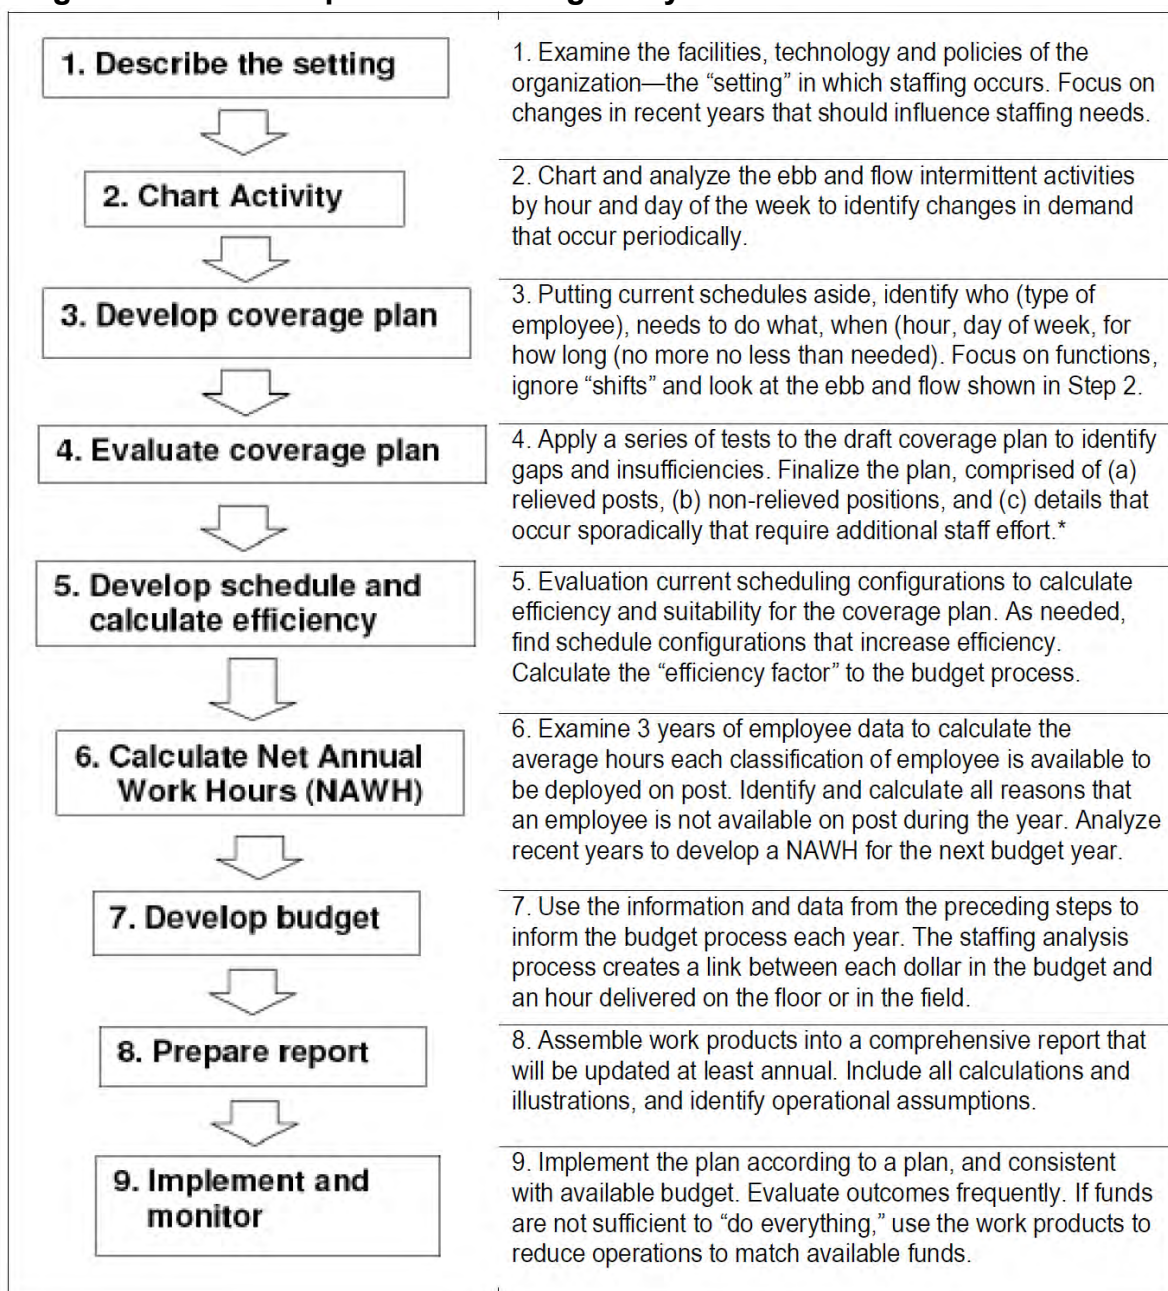 1. Describe the setting
1. Examine the facilities, technology and policies of the
organization—the “setting” in which staffing occurs. Focus on
changes in recent years that should influence staffing needs.
2. Chart Activity
2. Chart and analyze the ebb and flow intermittent activities
by hour and day of the week to identify changes in demand
that occur periodically.
3. Develop coverage plan
3. Putting current schedules aside, identify who (type of
employee), needs to do what, when (hour, day of week, for
how long (no more no less than needed). Focus on functions,
ignore “shifts” and look at the ebb and flow shown in Step 2.
4. Evaluate coverage plan
4. Apply a series of tests to the draft coverage plan to identify
gaps and insufficiencies. Finalize the plan, comprised of (a)
relieved posts, (b) non-relieved positions, and (c) details that
occur sporadically that require additional staff effort.*
5. Develop schedule and
calculate efficiency
5. Evaluation current scheduling configurations to calculate
efficiency and suitability for the coverage plan. As needed,
find schedule configurations that increase efficiency.
Calculate the “efficiency factor” to the budget process.
6. Calculate Net Annual
Work Hours (NAWH)
6. Examine 3 years of employee data to calculate the
average hours each classification of employee is available to
be deployed on post. Identify and calculate all reasons that
an employee is not available on post during the year. Analyze
recent years to develop a NAWH for the next budget year.
7. Develop budget
7. Use the information and data from the preceding steps to
inform the budget process each year. The staffing analysis
process creates a link between each dollar in the budget and
an hour delivered on the floor or in the field.
8. Prepare report
8. Assemble work products into a comprehensive report that
will be updated at least annual. Include all calculations and
illustrations, and identify operational assumptions.
9. Implement and
monitor
9. Implement the plan according to a plan, and consistent
with available budget. Evaluate outcomes frequently. If funds
are not sufficient to “do everything,” use the work products to
reduce operations to match available funds.